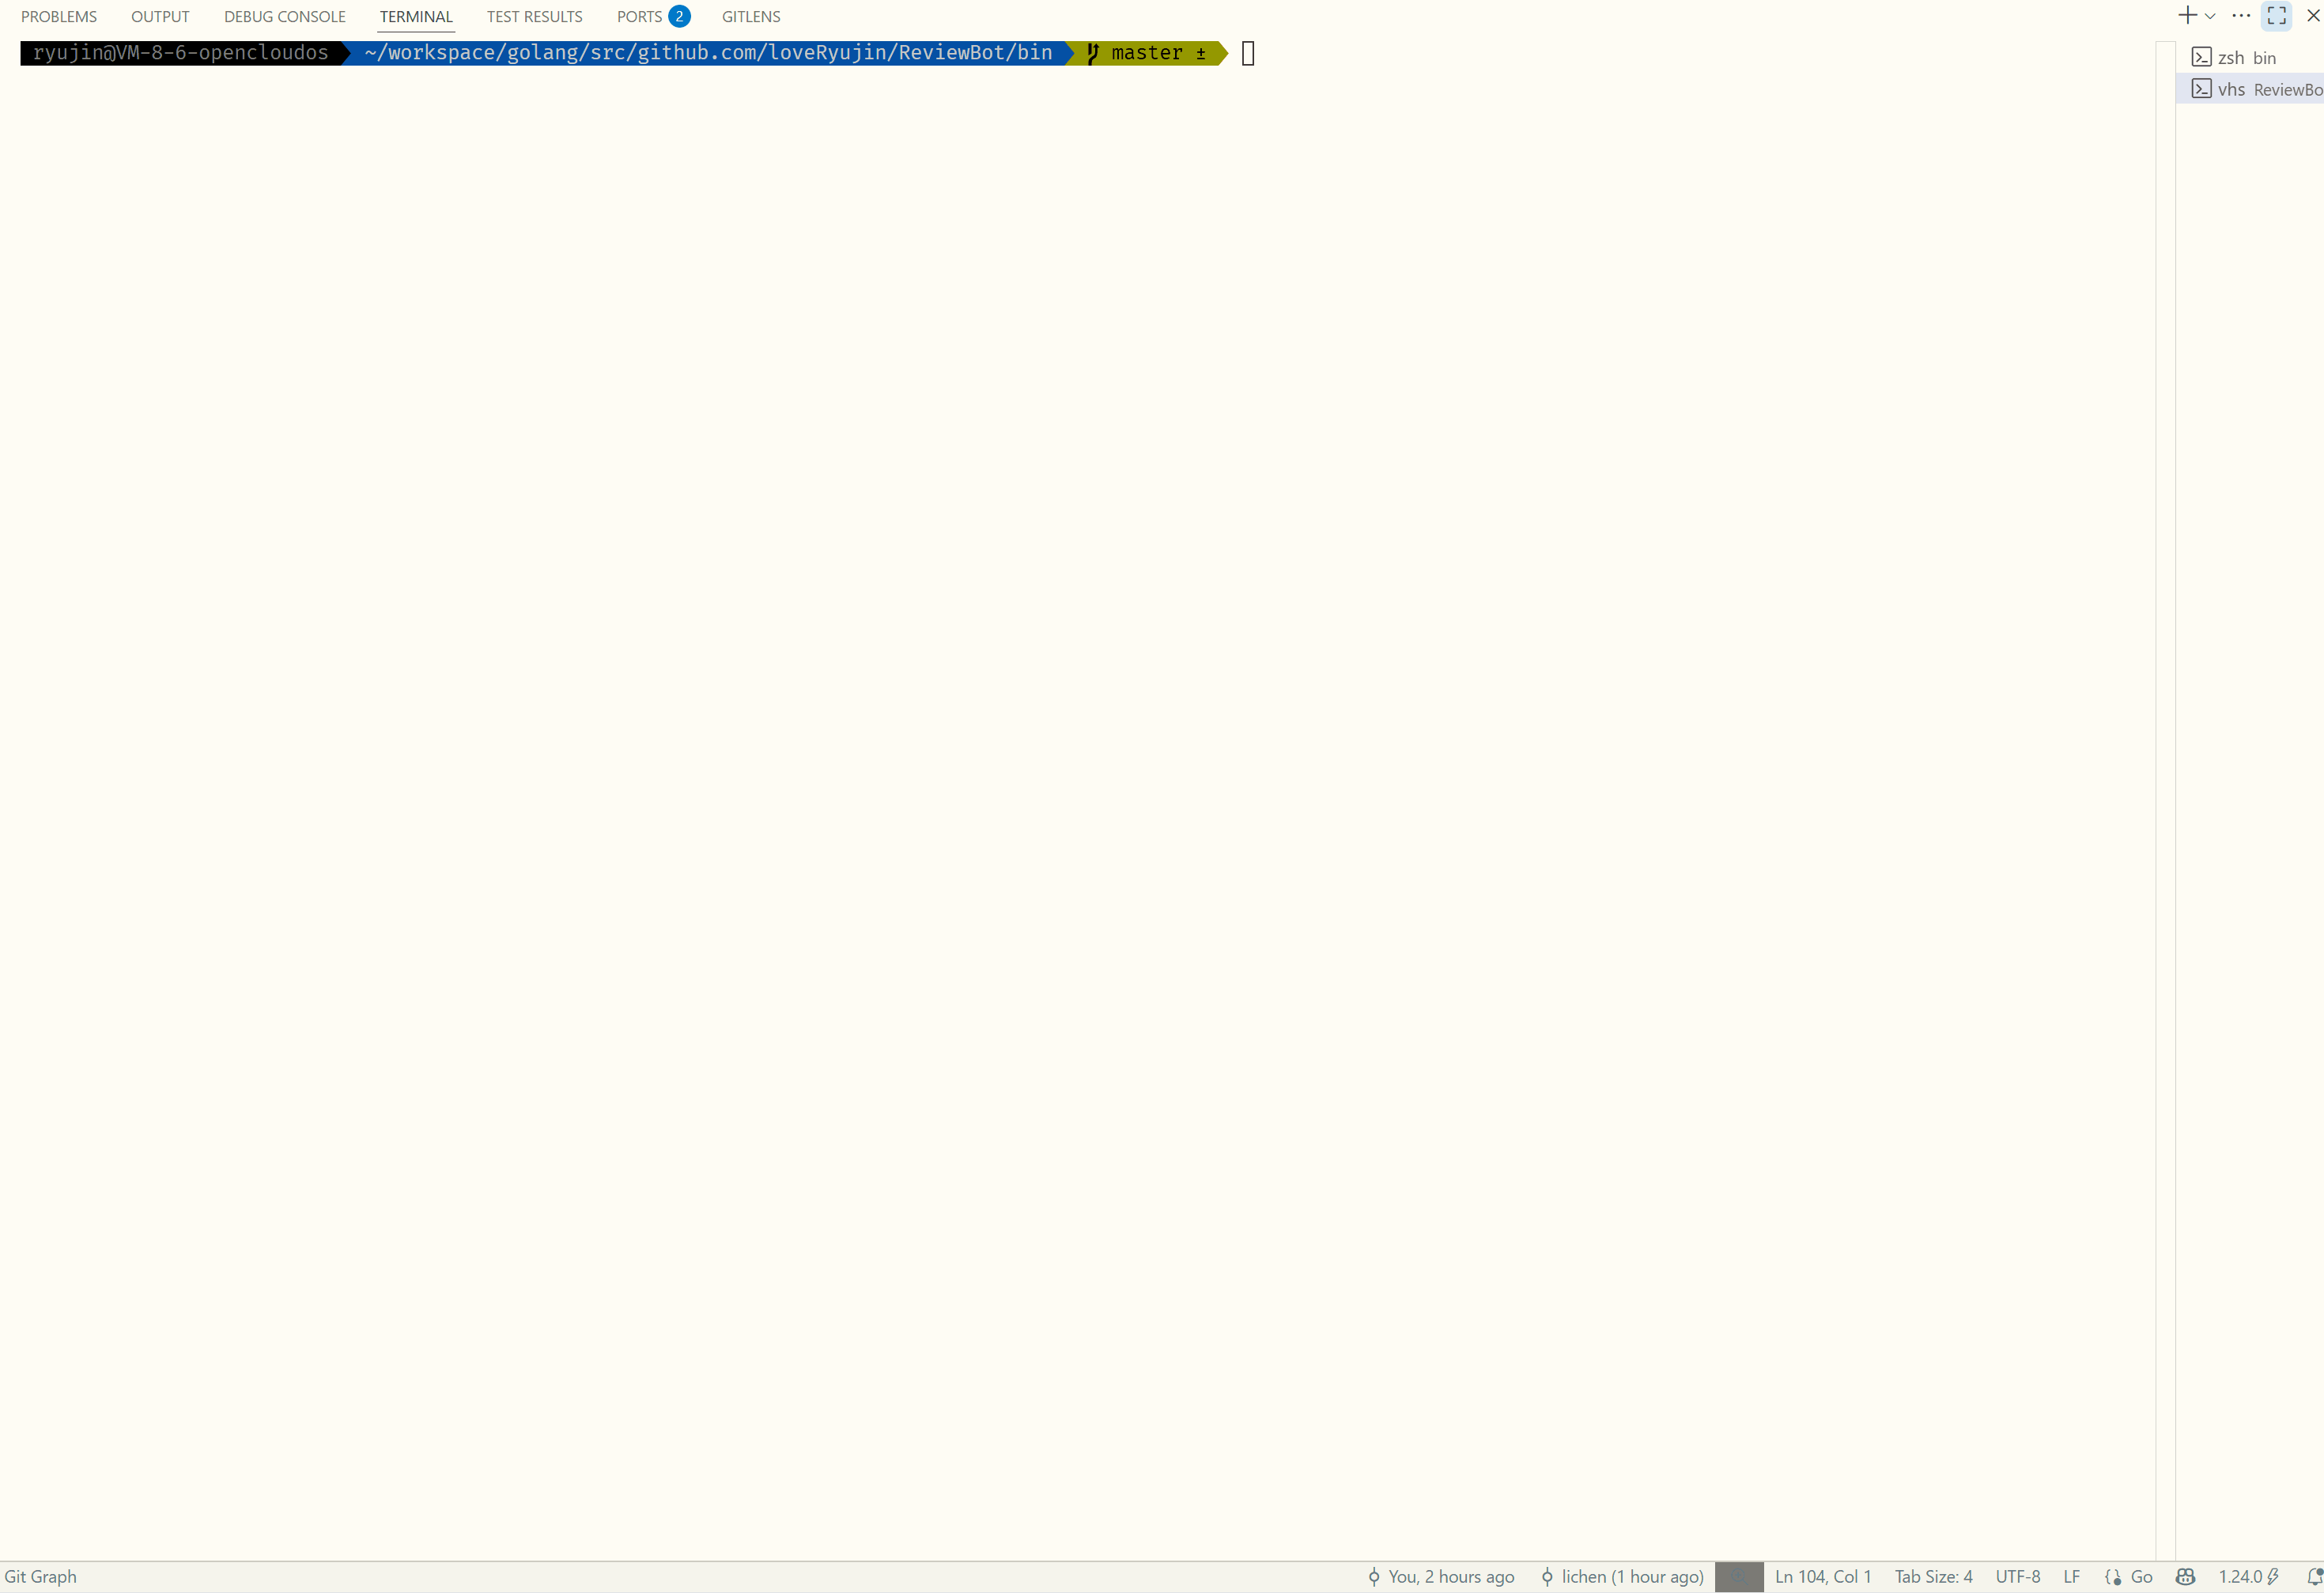 PROBLEMS OUTPUT DEBUG CONSOLE TERMINAL TEST RESULTS PORTS 2 GITLENS
ryujin@VM-8-6-opencloudos ~/workspace/golang/src/github.com/loveRyujin/ReviewBot/bin master ±
zsh bin
vhs ReviewBo
Git Graph You, 2 hours ago lichen (1 hour ago) Ln 104, Col 1 Tab Size: 4 UTF-8 LF Go 1.24.0